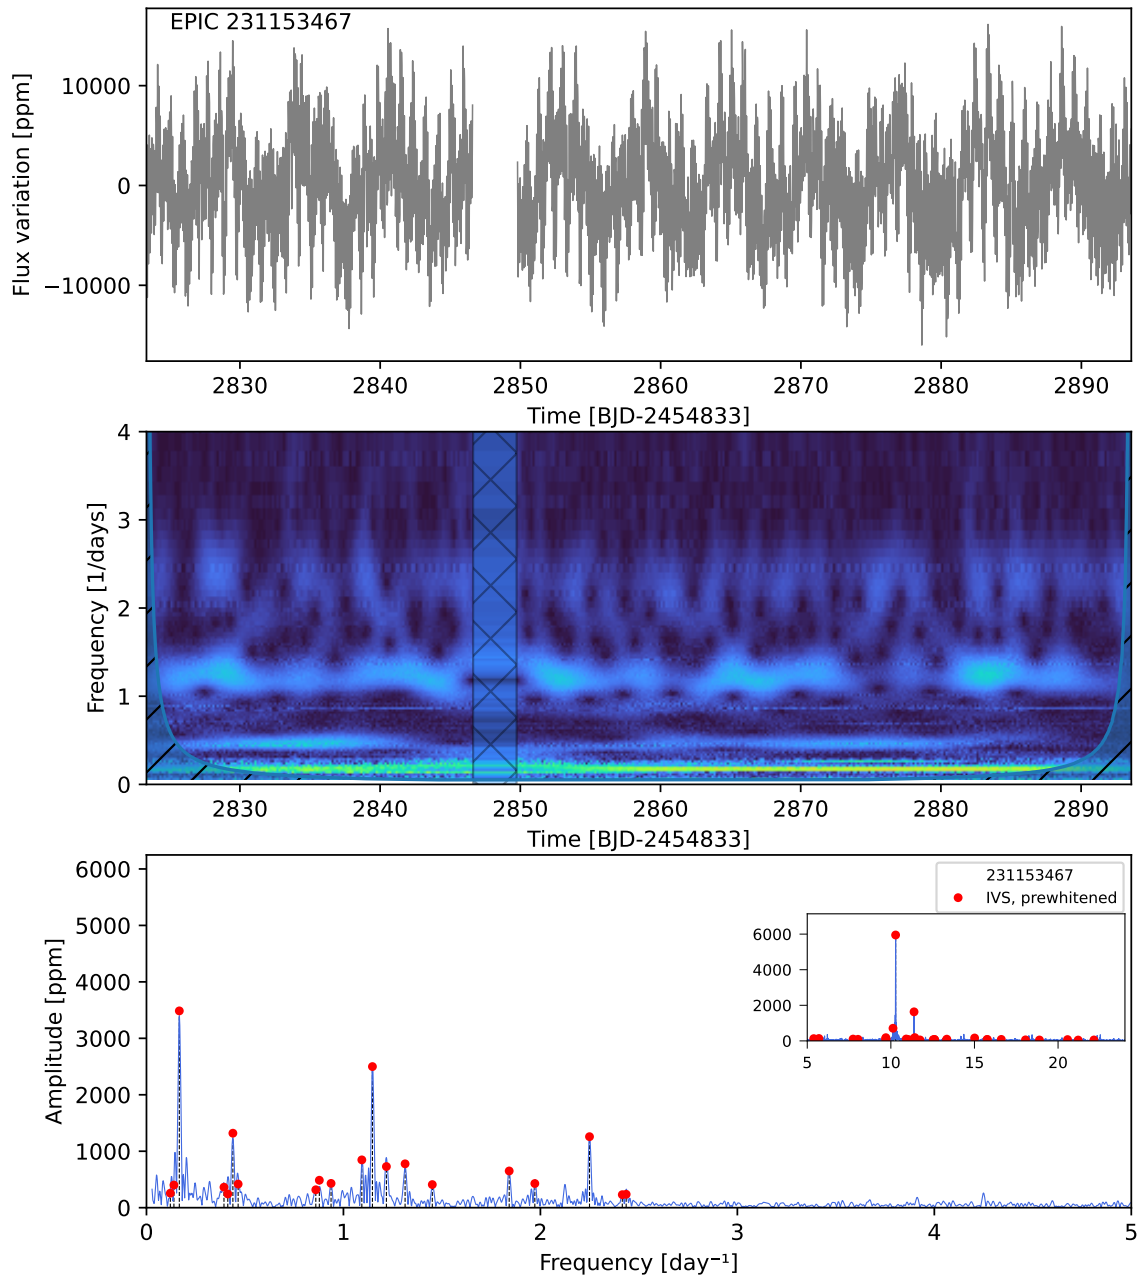 EPIC 231153467
Flux variation [ppm]
10000
0
−10000
2830 2840 2850 2860 2870 2880 2890
Time [BJD-2454833]
Frequency [1/days]
4
3
2
1
0
2830 2840 2850 2860 2870 2880 2890
Time [BJD-2454833]
Amplitude [ppm]
6000
5000
4000
3000
2000
1000
0
231153467
IVS, prewhitened
6000
4000
2000
0
5 10 15 20
0 1 2 3 4 5
Frequency [day⁻¹]